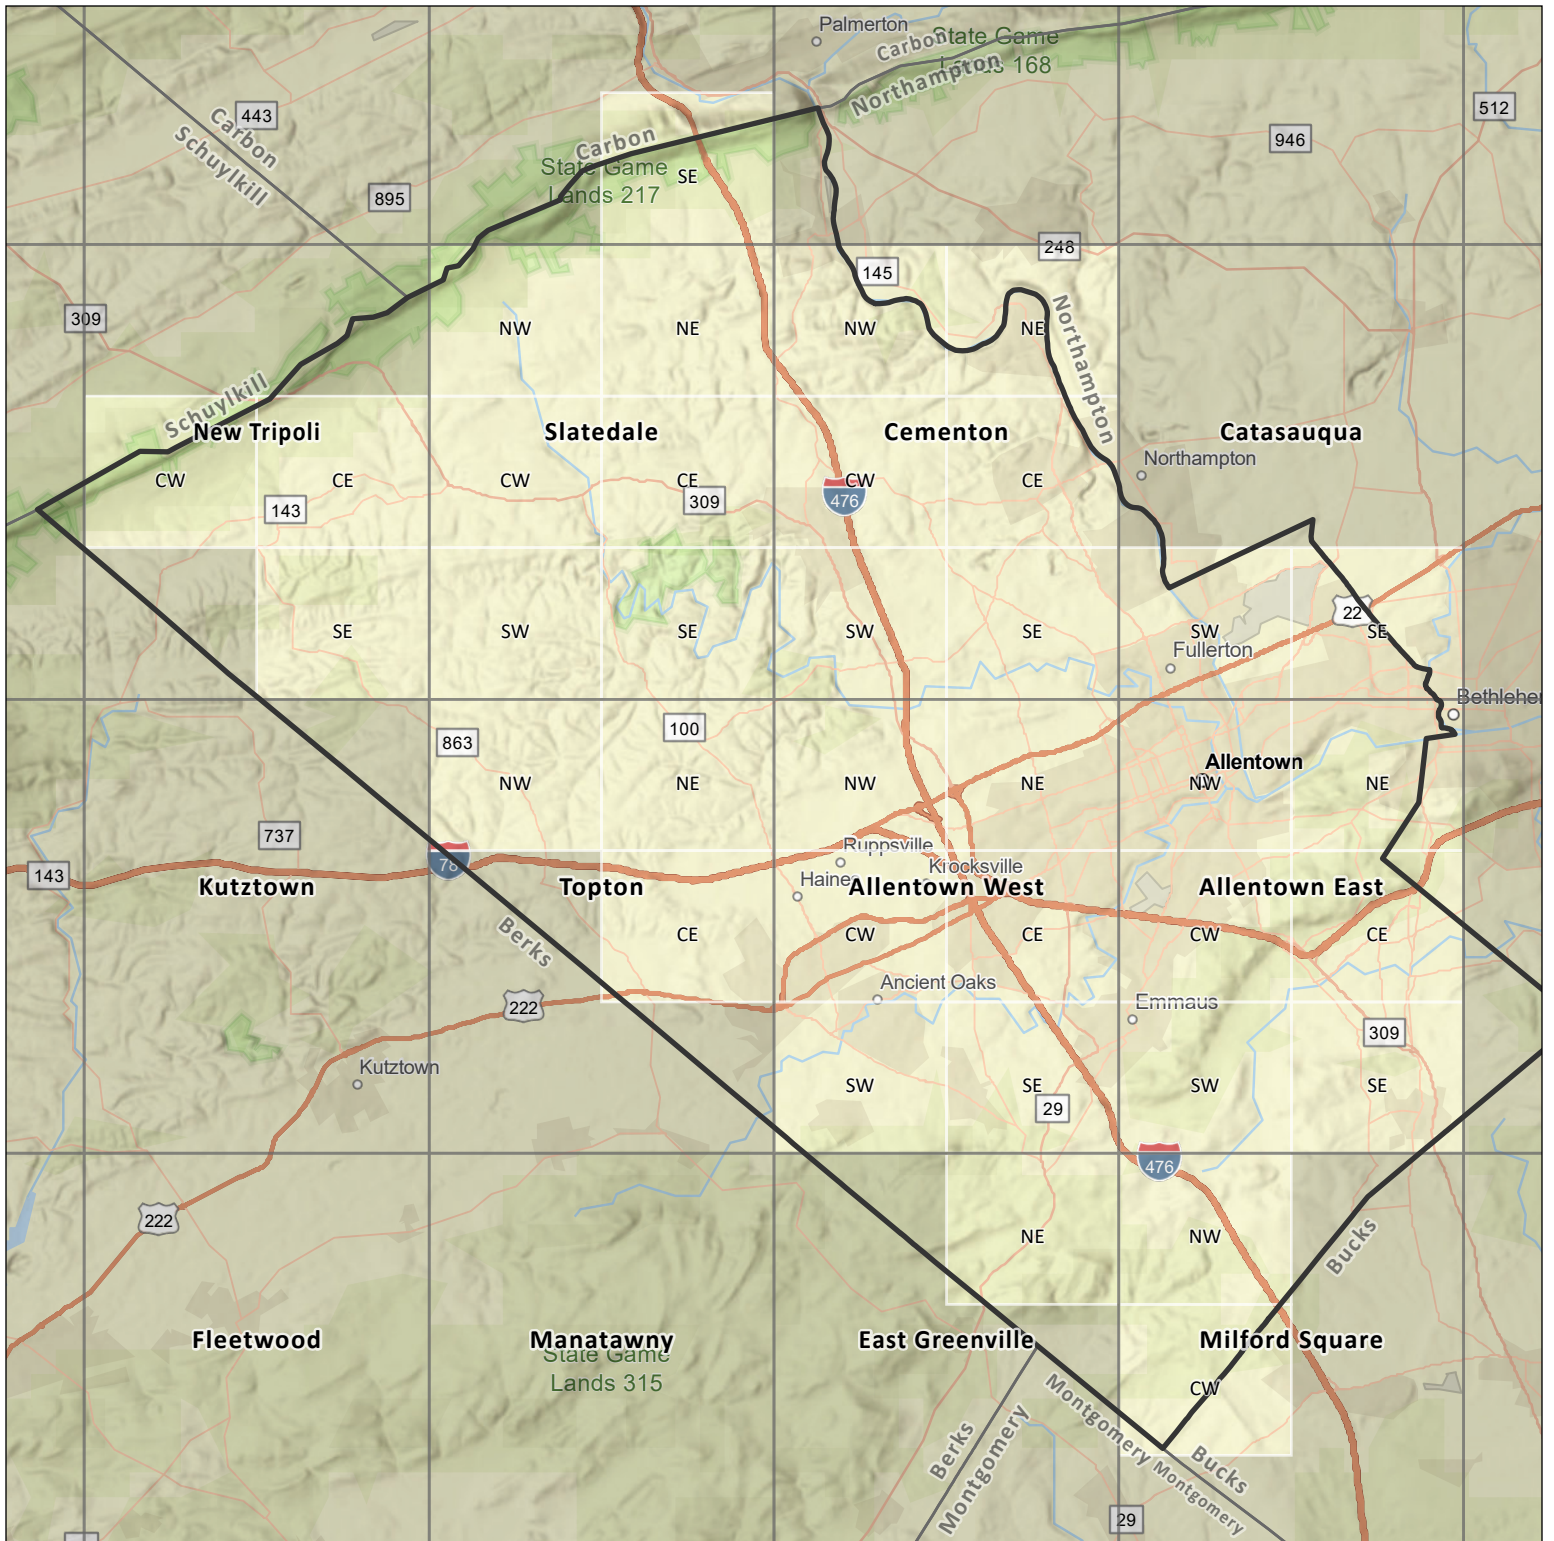 Palmerton
State Game
Lands 168
Carbon
Northampton
443
512
946
Carbon
Schuylkill
Carbon
State Game
Lands 217
SE
895
248
145
309
NW
NE
NW
NE
Northampton
Schuylkill
New Tripoli
Slatedale
Cementon
Catasauqua
Northampton
CW
CE
CW
CE
CW
CE
143
309
476
22
SE
SW
SE
SW
SE
SW
SE
Fullerton
Bethlehem
863
100
Allentown
NW
NE
NW
NE
NW
NE
737
Ruppsville
Krocksville
143
78
Haines
Kutztown
Topton
Allentown West
Allentown East
Berks
CE
CW
CE
CW
CE
Ancient Oaks
222
Emmaus
309
Kutztown
SW
SE
SW
SE
29
476
222
NE
NW
Bucks
Fleetwood
Manatawny
East Greenville
Milford Square
State Game
Lands 315
CW
Berks
Montgomery
Montgomery
Bucks
Montgomery
29